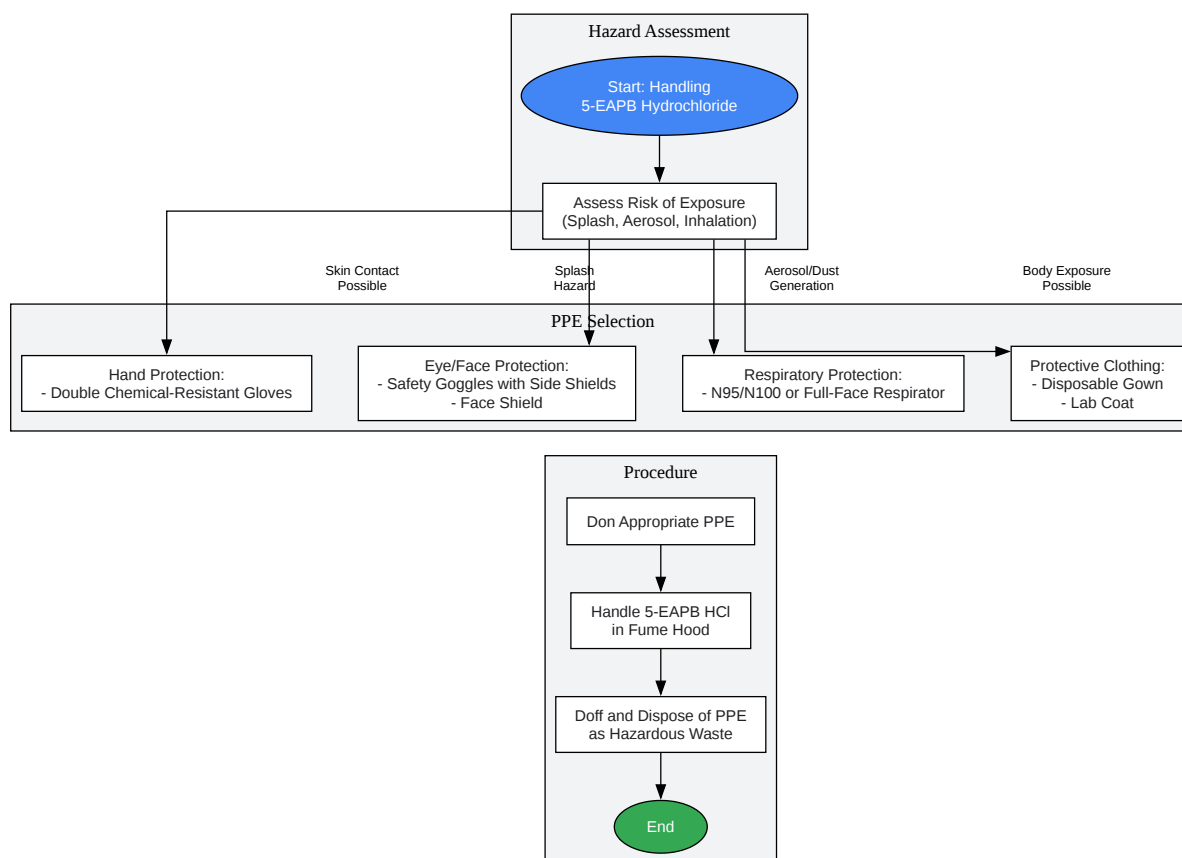 Hazard Assessment
Start: Handling
5-EAPB Hydrochloride
Assess Risk of Exposure
(Splash, Aerosol, Inhalation)
Skin Contact
Possible
Splash
Hazard
Aerosol/Dust
Generation
Body Exposure
Possible
PPE Selection
Hand Protection:
- Double Chemical-Resistant Gloves
Eye/Face Protection:
- Safety Goggles with Side Shields
- Face Shield
Respiratory Protection:
- N95/N100 or Full-Face Respirator
Protective Clothing:
- Disposable Gown
- Lab Coat
Procedure
Don Appropriate PPE
Handle 5-EAPB HCl
in Fume Hood
Doff and Dispose of PPE
as Hazardous Waste
End